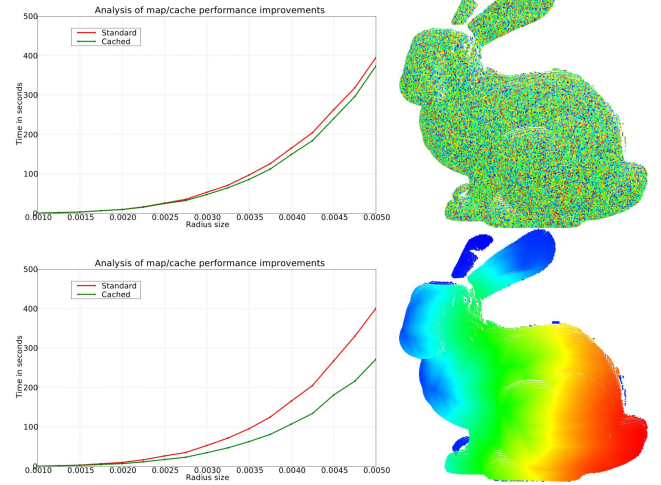 Analysis of map/cache performance improvements
500
Standard
Cached
400
300
200
100
0
Time in seconds
0.0010 0.0015 0.0020 0.0025 0.0030 0.0035 0.0040 0.0045 0.0050
Radius size
Analysis of map/cache performance improvements
500
Standard
Cached
400
300
200
100
0
Time in seconds
0.0010 0.0015 0.0020 0.0025 0.0030 0.0035 0.0040 0.0045 0.0050
Radius size